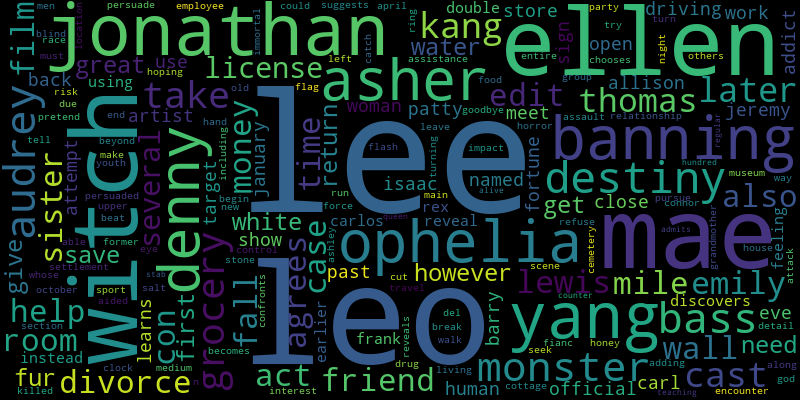 men persuade employee could suggests april double store driving work party try turn
film blind race jonathan ring kang sign open chooses night ellen others
must location great use immortal water catch allison addict
back license left assistance entire food group
risk due using take asher edit thomas later
pretend artist money old flag woman patty goodbye meet assault relationship jeremy
audrey witch end beyond hand horror leave named hundred regular
tell make youth several denny target january time return lee flash impact banning museum
sister attempt persuaded including turning isaac fortune destiny also way
upper beat begin run main alive get close pursue connor
former new force rex reveal white carlos ophelia refuse mae
give able eye show ashley queen cemetery admits grandmother feeling
save whose settlement control case past cut scene lewis mile emily house attack
october star stone confronts however travel counter discovers
help aided salt grocery fall agrees yang bass eve
sport learns con first earlier leo del barry monster wall detail
room section clock becomes frank break walk fianc honey adding need
instead reveals seek carl cast along
fur divorce medium act friend drug living human cottage official god
killed interest teaching encounter